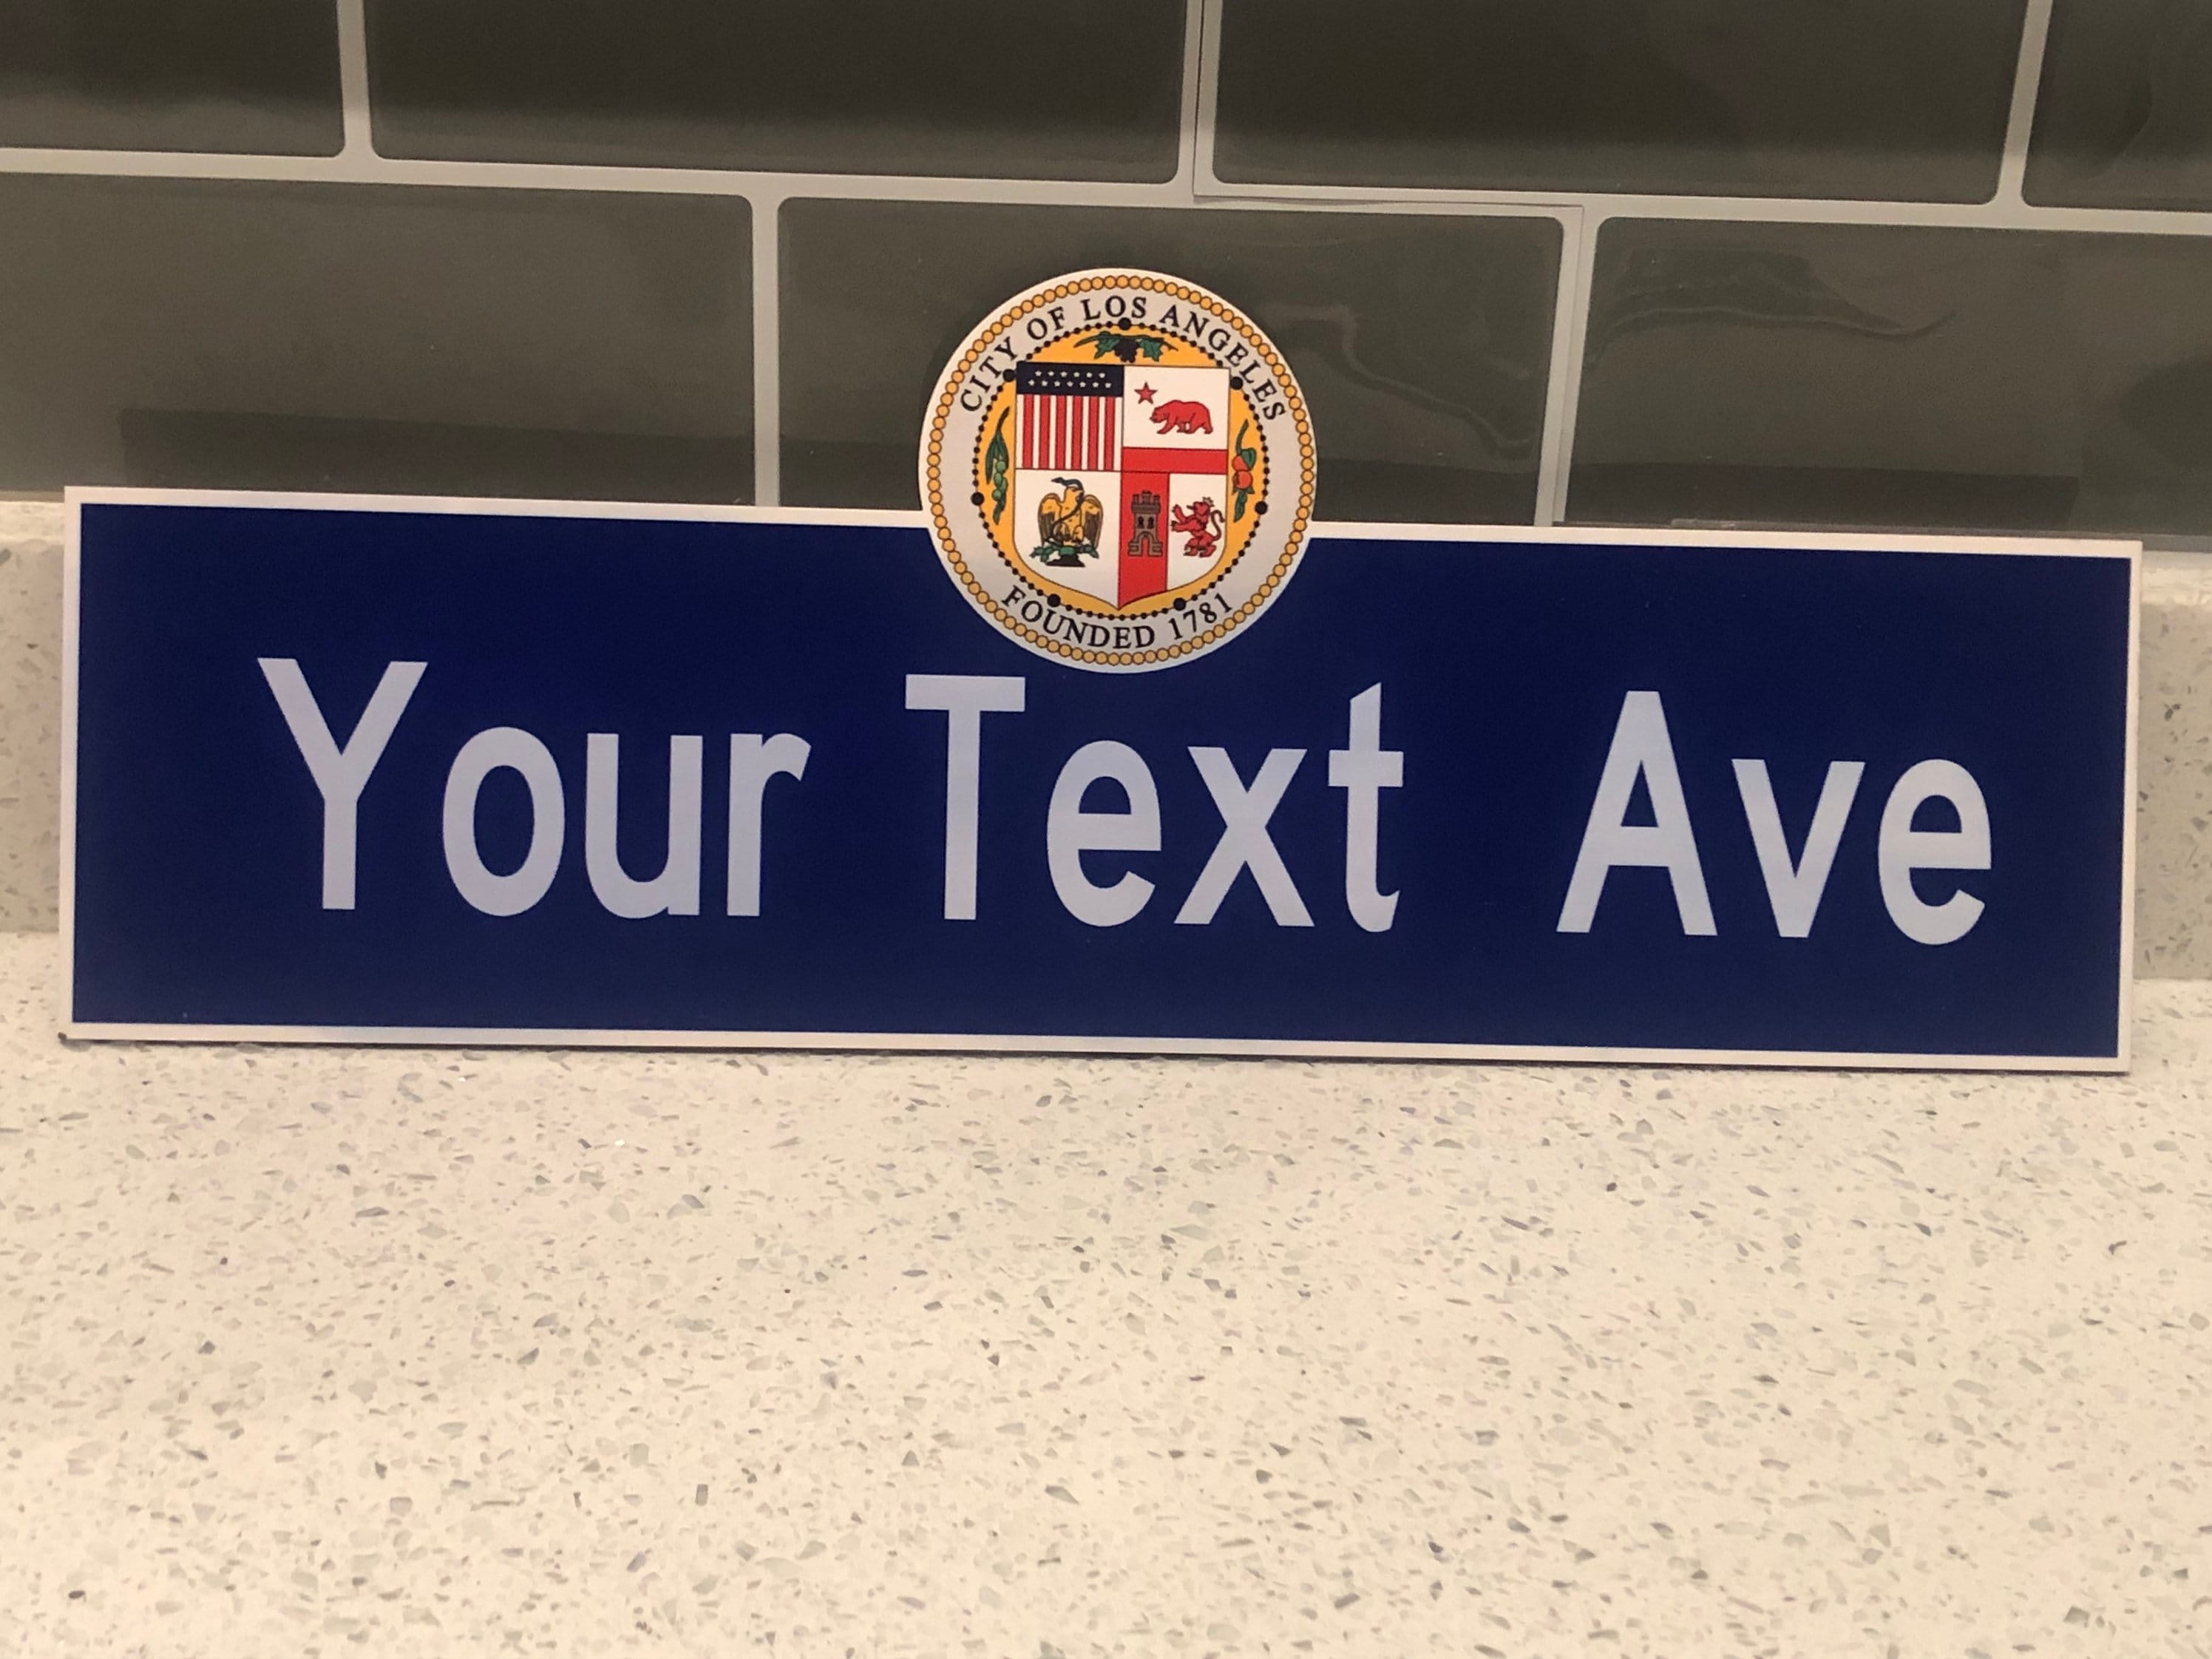 CITY OF LOS ANGELES
FOUNDED 1781
Your Text Ave